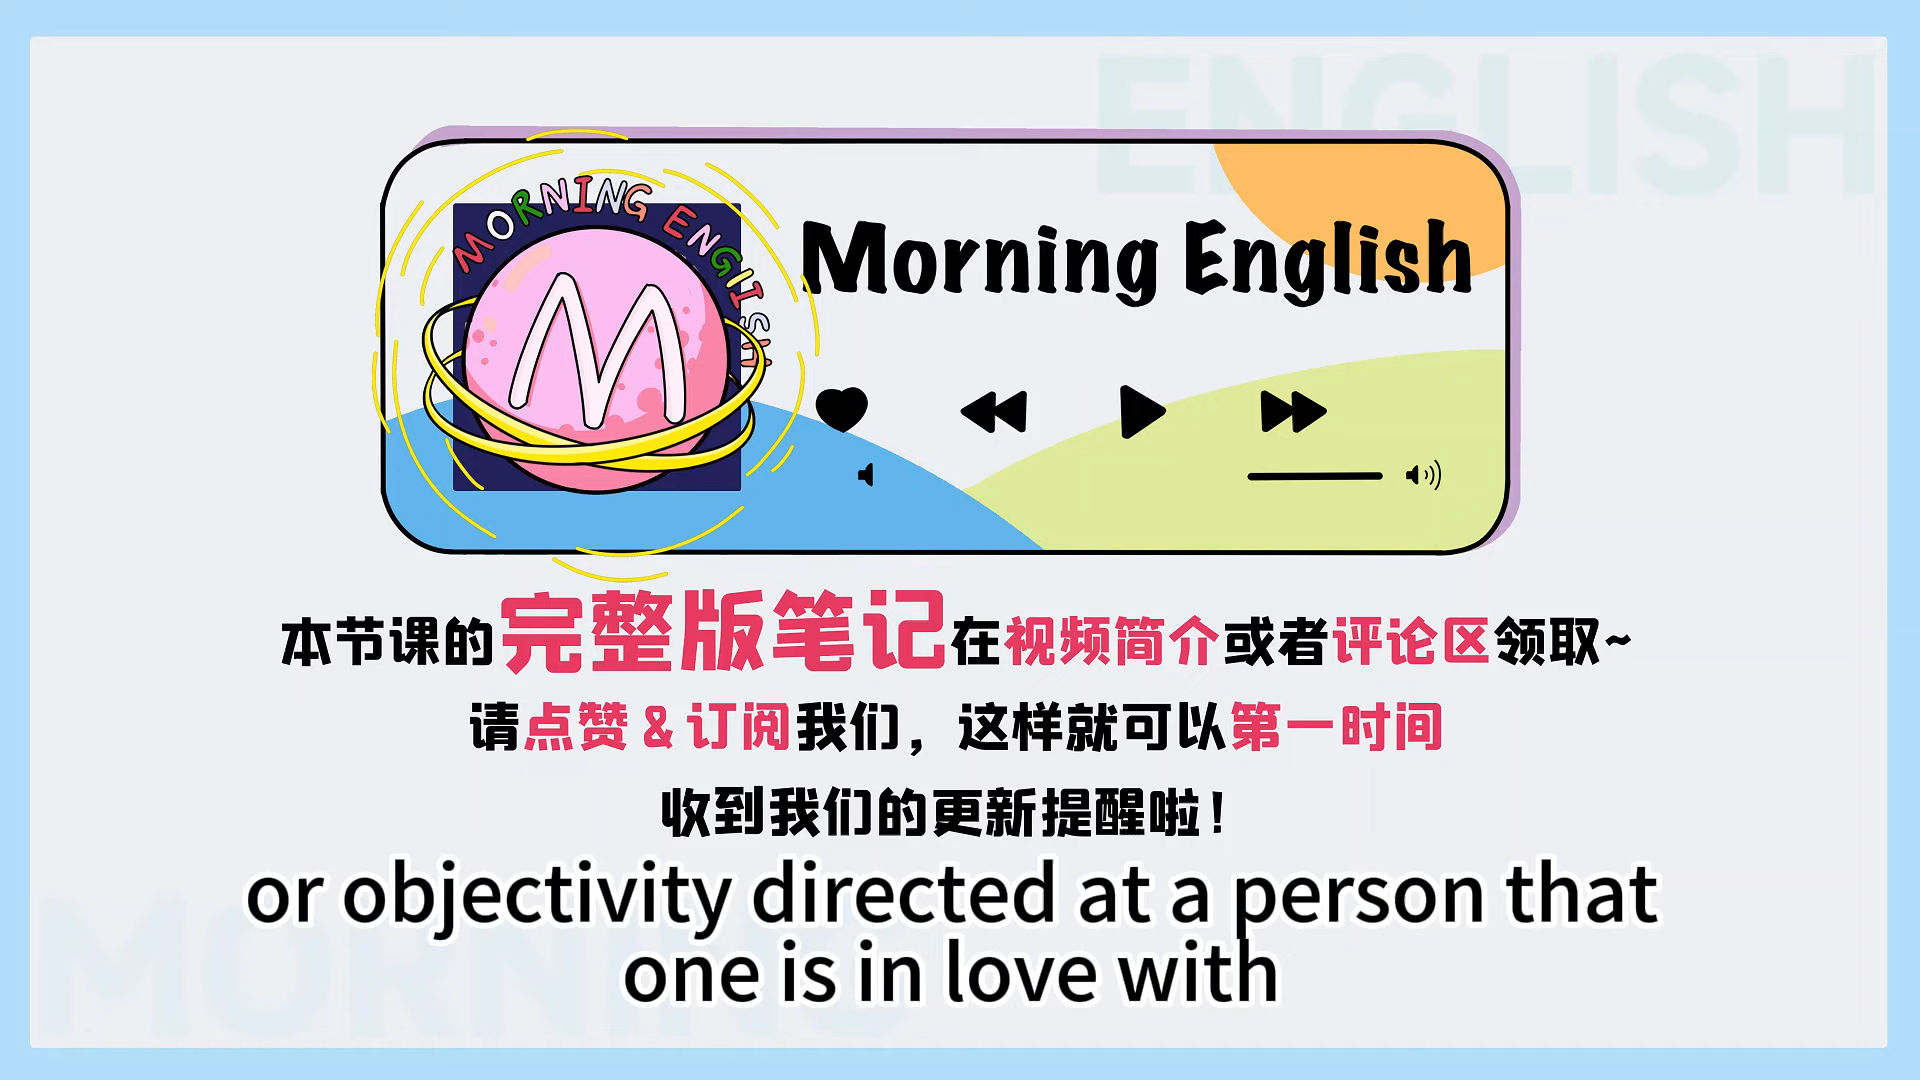 ENGLISH
MORNING ENGLISH
M
Morning English
本节课的完整版笔记在视频简介或者评论区领取~
请点赞&订阅我们，这样就可以第一时间
收到我们的更新提醒啦！
or objectivity directed at a person that
one is in love with
MORNING